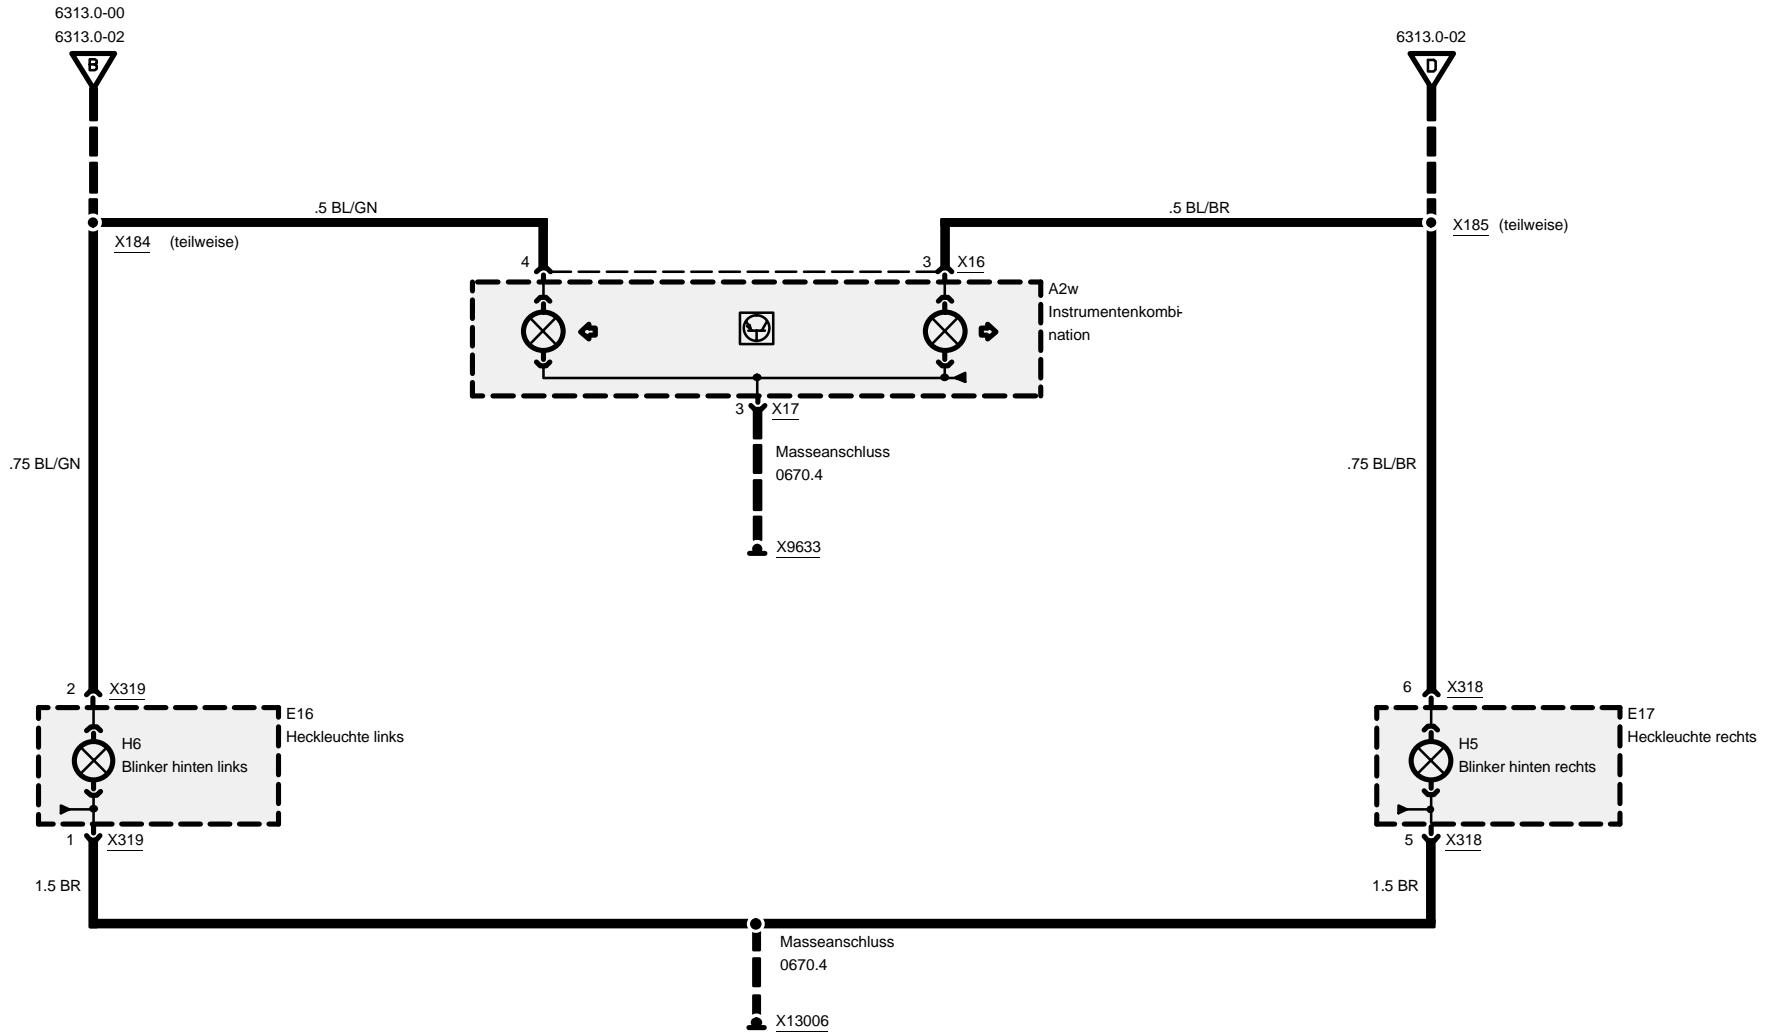 6313.0-00
6313.0-02
B
6313.0-02
D
.5 BL/GN
.5 BL/BR
X184 (teilweise)
X185 (teilweise)
4
3 X16
A2w
Instrumentenkombi-
nation
3 X17
Masseanschluss
0670.4
.75 BL/GN
.75 BL/BR
X9633
2 X319
6 X318
E16
Heckleuchte links
H6
Blinker hinten links
E17
Heckleuchte rechts
H5
Blinker hinten rechts
1 X319
5 X318
1.5 BR
1.5 BR
Masseanschluss
0670.4
X13006